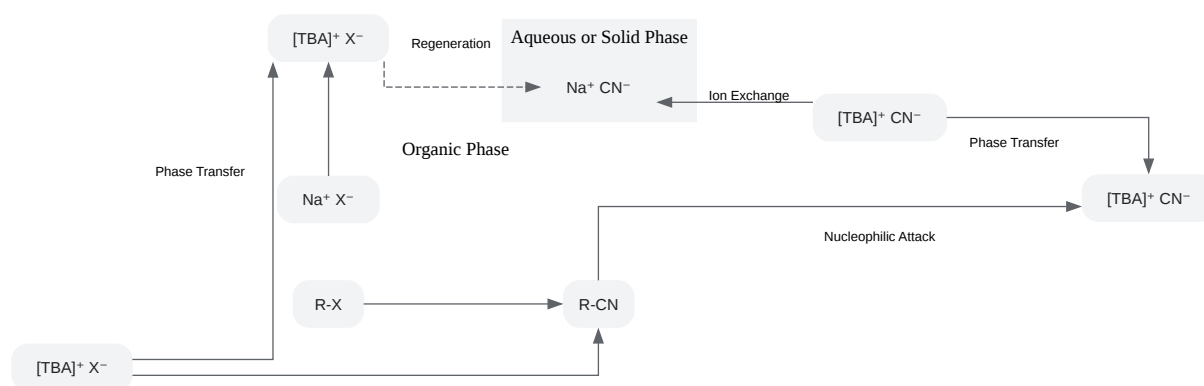 [TBA]⁺ X⁻
Regeneration
Aqueous or Solid Phase
Na⁺ CN⁻
Ion Exchange
[TBA]⁺ CN⁻
Organic Phase
Phase Transfer
Phase Transfer
Na⁺ X⁻
[TBA]⁺ CN⁻
Nucleophilic Attack
R-X
R-CN
[TBA]⁺ X⁻